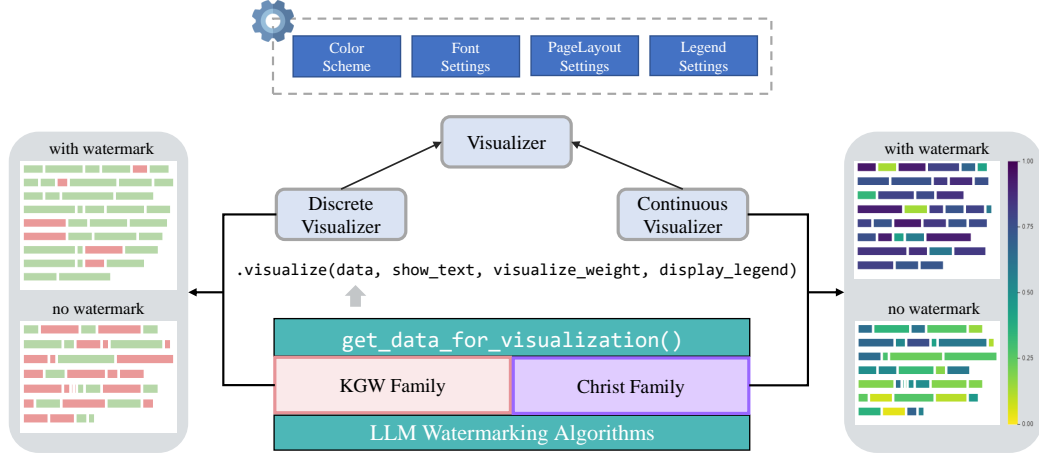 Color
Scheme
Font
Settings
PageLayout
Settings
Legend
Settings
Visualizer
Discrete
Visualizer
Continuous
Visualizer
with watermark
no watermark
.visualize(data, show_text, visualize_weight, display_legend)
get_data_for_visualization()
KGW Family
Christ Family
LLM Watermarking Algorithms
with watermark
no watermark
1.00
0.75
0.50
0.25
0.00